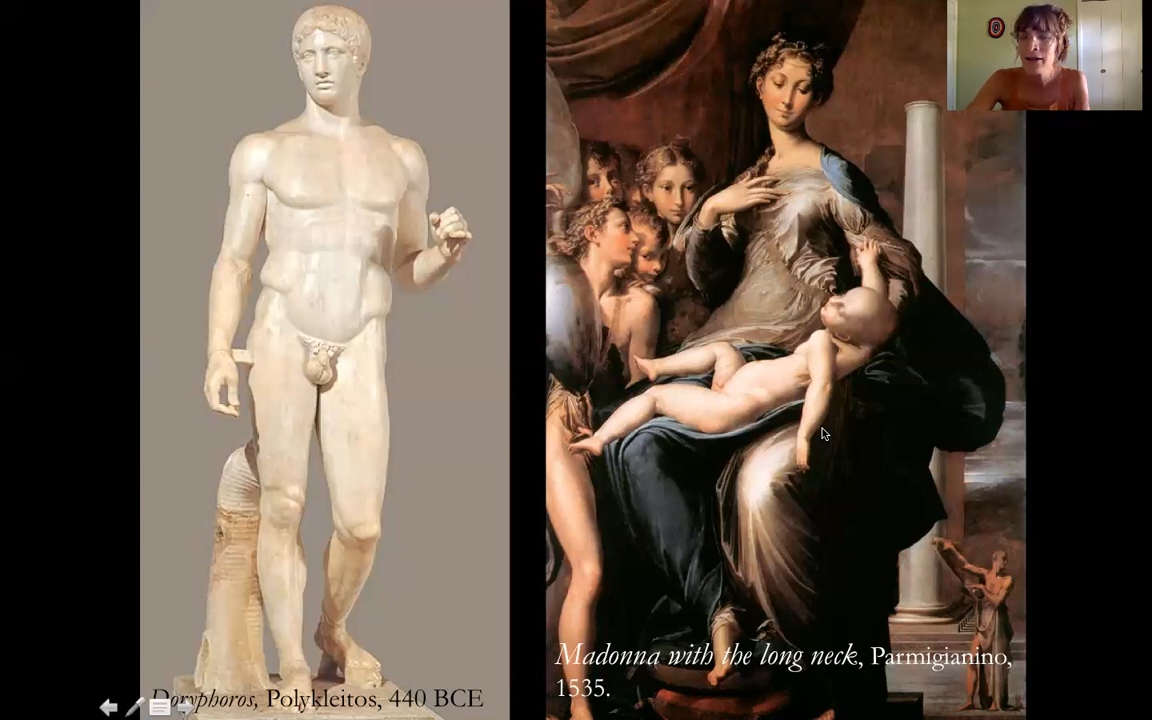 Doryphoros, Polykleitos, 440 BCE
Madonna with the long neck, Parmigianino,
1535.